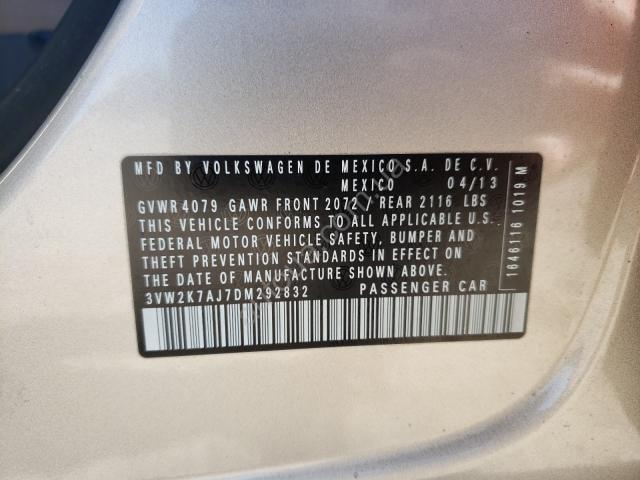 MFD BY VOLKSWAGEN DE MEXICO S.A. DE C.V.
MEXICO 04/13
GVWR 4079 GAWR FRONT 2072 / REAR 2116 LBS
THIS VEHICLE CONFORMS TO ALL APPLICABLE U.S.
FEDERAL MOTOR VEHICLE SAFETY, BUMPER AND
THEFT PREVENTION STANDARDS IN EFFECT ON
THE DATE OF MANUFACTURE SHOWN ABOVE.
3VW2K7AJ7DM292832 PASSENGER CAR
1646116 1019 M